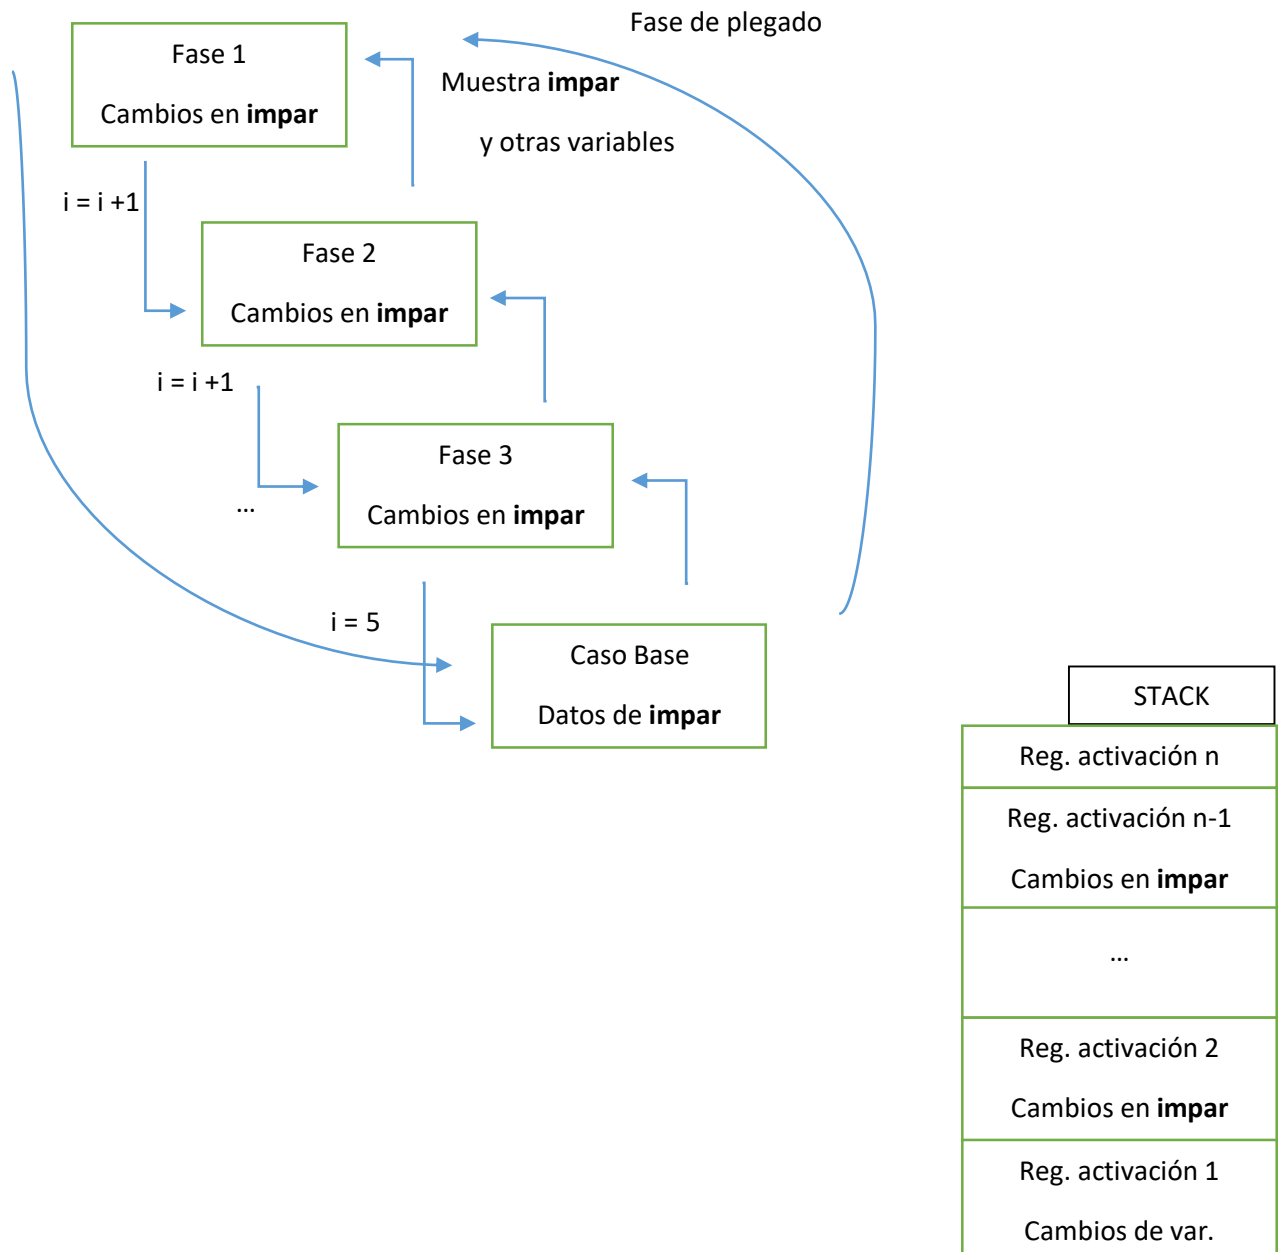 Fase de plegado
Fase 1
Cambios en impar
Muestra impar
y otras variables
i = i +1
Fase 2
Cambios en impar
i = i +1
Fase 3
Cambios en impar
...
i = 5
Caso Base
Datos de impar
STACK
Reg. activación n
Reg. activación n-1
Cambios en impar
...
Reg. activación 2
Cambios en impar
Reg. activación 1
Cambios de var.